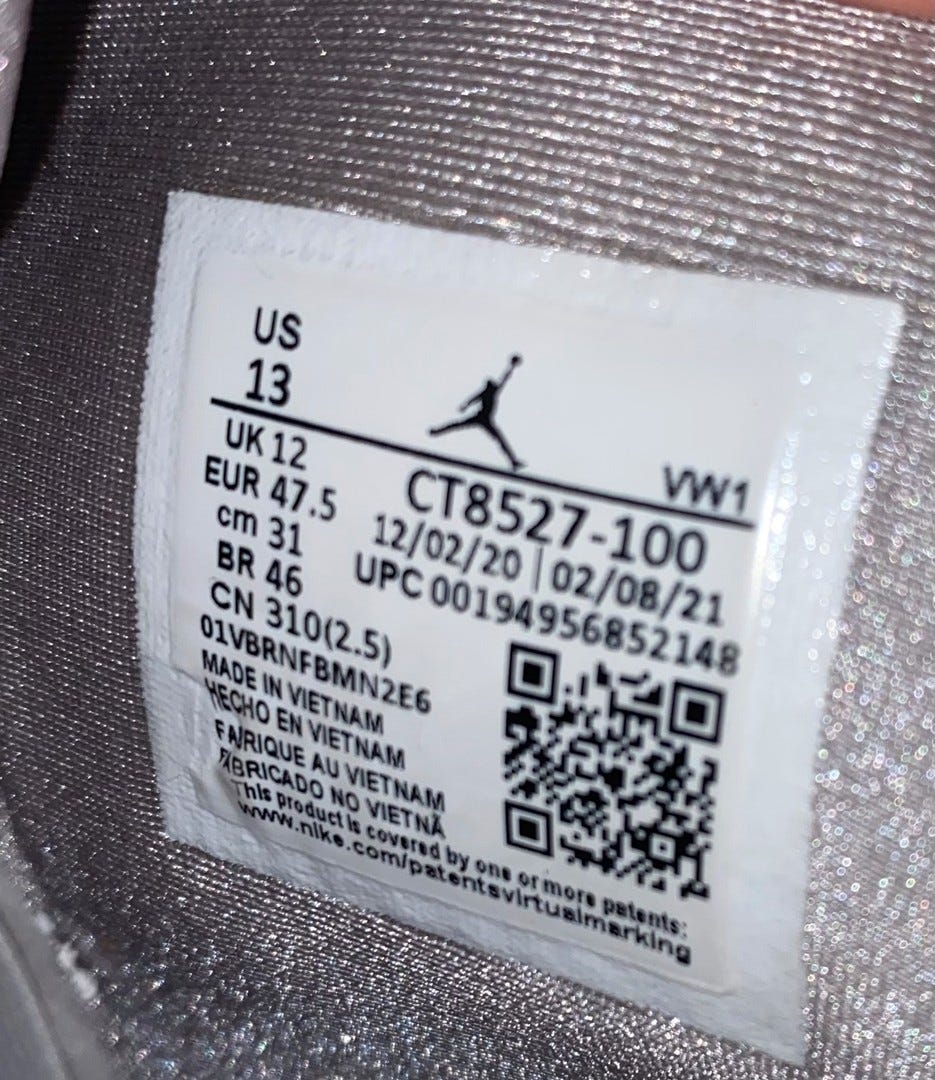 US
13
VW1
UK 12
EUR 47.5
cm 31
BR 46
CN 310(2.5)
CT8527-100
12/02/20 | 02/08/21
UPC 00194956852148
01VBRNFBMN2E6
MADE IN VIETNAM
HECHO EN VIETNAM
FABRIQUE AU VIETNAM
FABRICADO NO VIETNÃ
This product is covered by one or more patents:
www.nike.com/patentsvirtualmarking